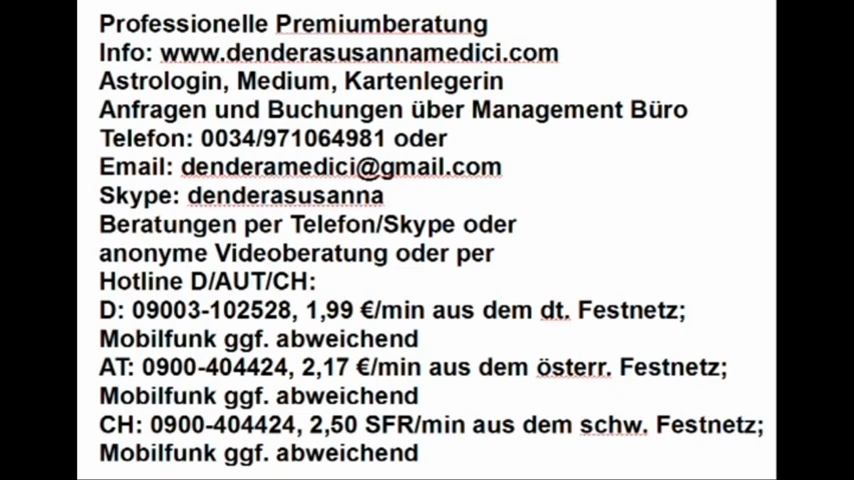 Professionelle Premiumberatung
Info: www.denderasusannamedici.com
Astrologin, Medium, Kartenlegerin
Anfragen und Buchungen über Management Büro
Telefon: 0034/971064981 oder
Email: denderamedici@gmail.com
Skype: denderasusanna
Beratungen per Telefon/Skype oder
anonyme Videoberatung oder per
Hotline D/AUT/CH:
D: 09003-102528, 1,99 €/min aus dem dt. Festnetz;
Mobilfunk ggf. abweichend
AT: 0900-404424, 2,17 €/min aus dem österr. Festnetz;
Mobilfunk ggf. abweichend
CH: 0900-404424, 2,50 SFR/min aus dem schw. Festnetz;
Mobilfunk ggf. abweichend